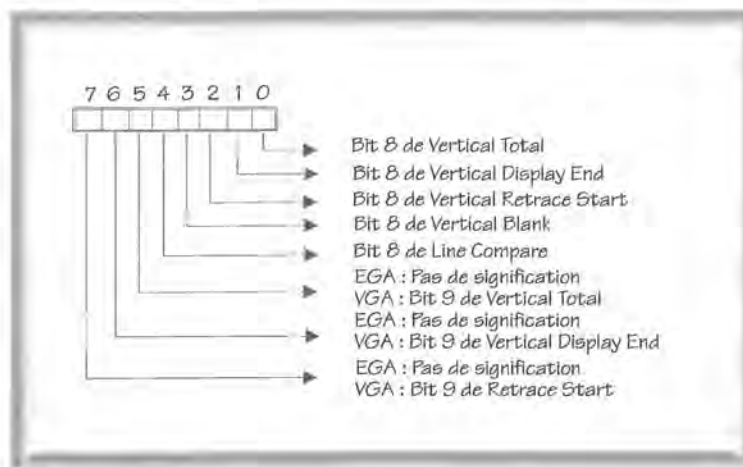 7 6 5 4 3 2 1 0
Bit 8 de Vertical Total
Bit 8 de Vertical Display End
Bit 8 de Vertical Retrace Start
Bit 8 de Vertical Blank
Bit 8 de Line Compare
EGA : Pas de signification
VGA : Bit 9 de Vertical Total
EGA : Pas de signification
VGA : Bit 9 de Vertical Display End
EGA : Pas de signification
VGA : Bit 9 de Retrace Start